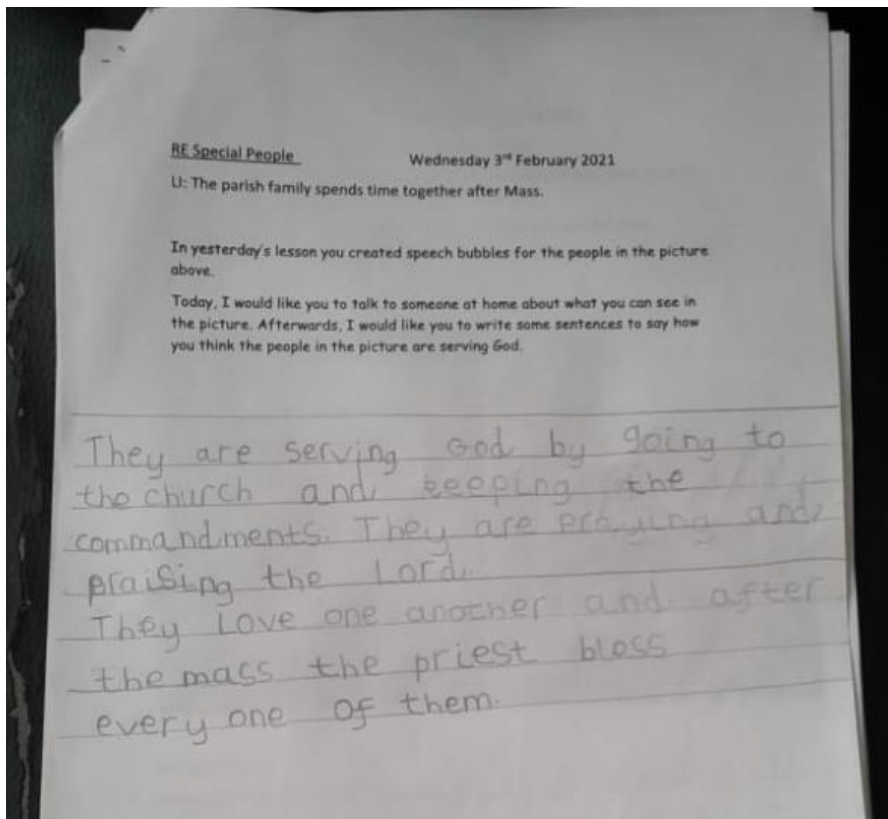 RE Special People Wednesday 3rd February 2021
LI: The parish family spends time together after Mass.
In yesterday's lesson you created speech bubbles for the people in the picture
above.
Today, I would like you to talk to someone at home about what you can see in
the picture. Afterwards, I would like you to write some sentences to say how
you think the people in the picture are serving God.
They are serving God by going to
the church and keeping the
commandments. They are praying and
praising the Lord.
They Love one another and after
the mass the priest bless
every one of them.